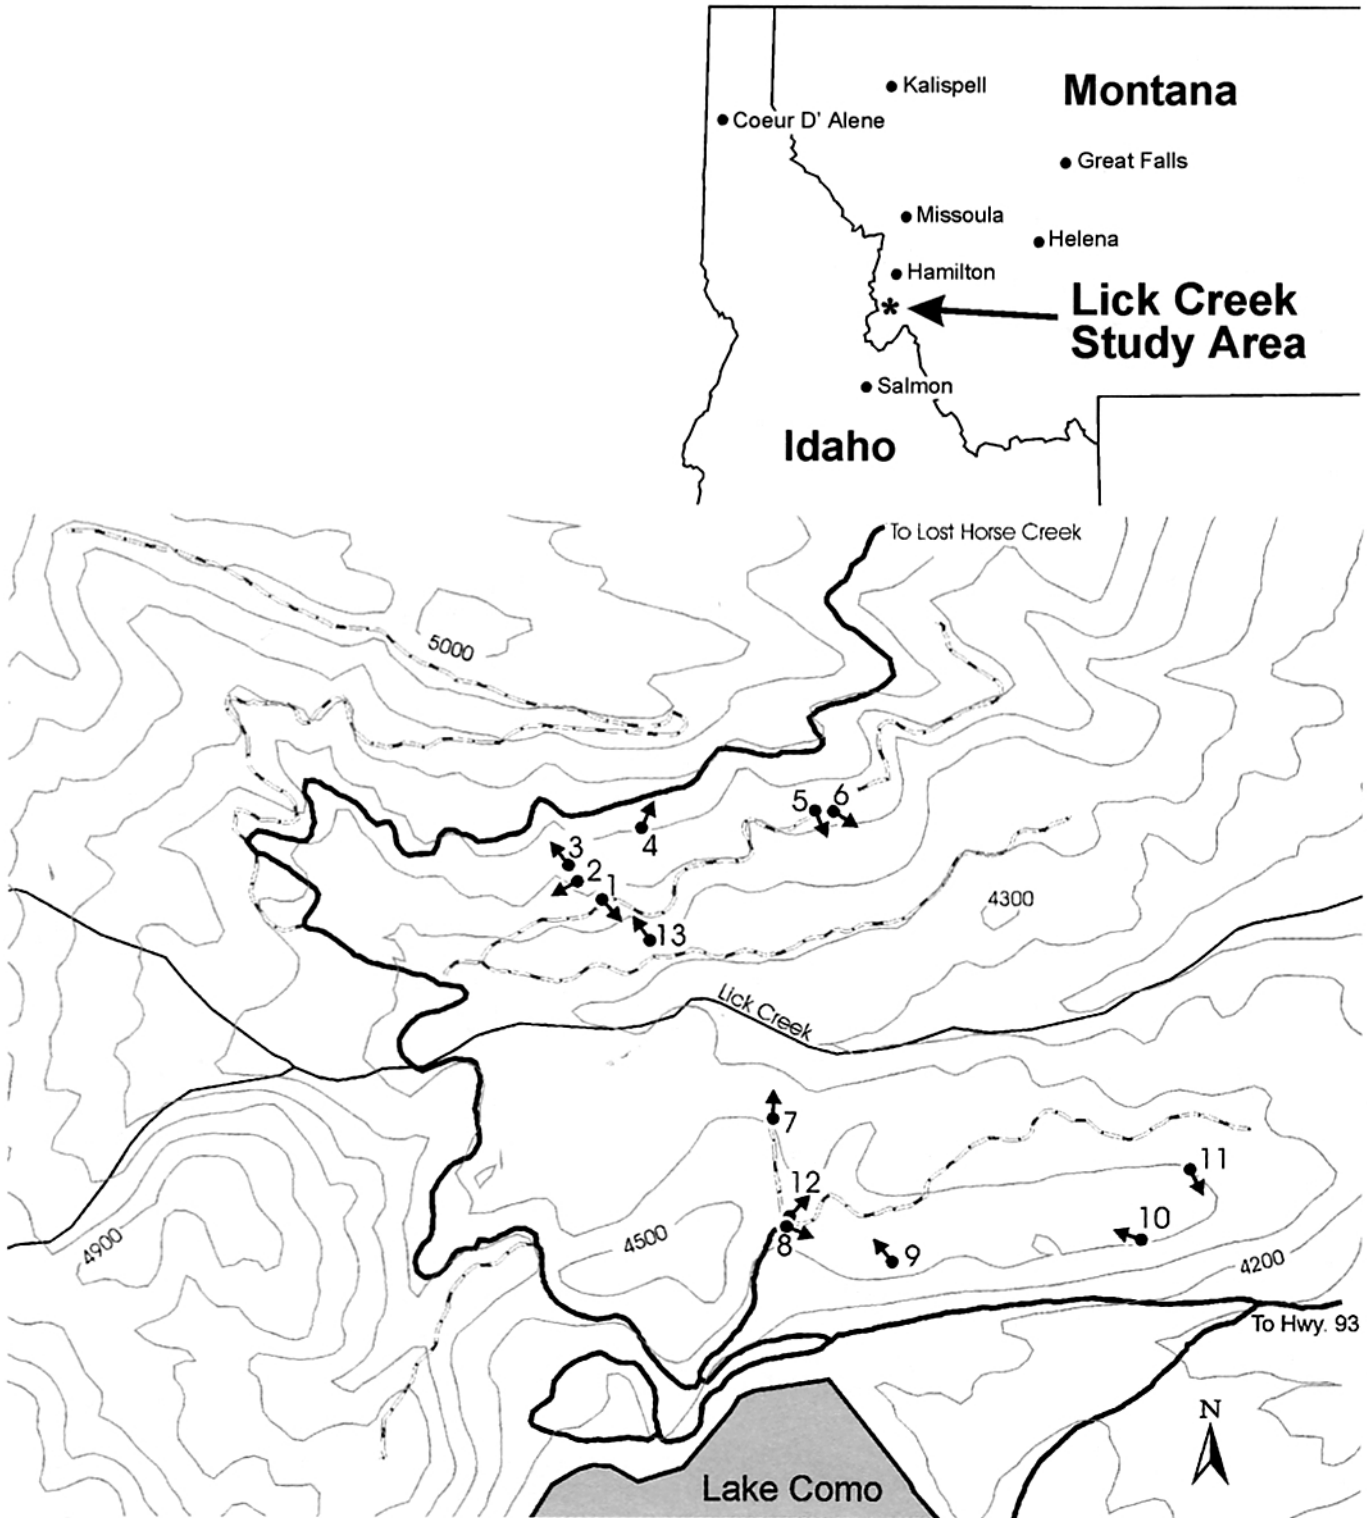 Kalispell
Montana
Coeur D' Alene
Great Falls
Missoula
Helena
Hamilton
*
Lick Creek
Study Area
Salmon
Idaho
To Lost Horse Creek
5000
5
6
4
3
2
1
13
4300
Lick Creek
7
12
11
8
10
9
4900
4500
4200
To Hwy. 93
N
Lake Como